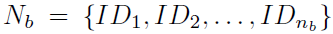 N_b = {ID_1, ID_2, . . . , ID_{n_b}}